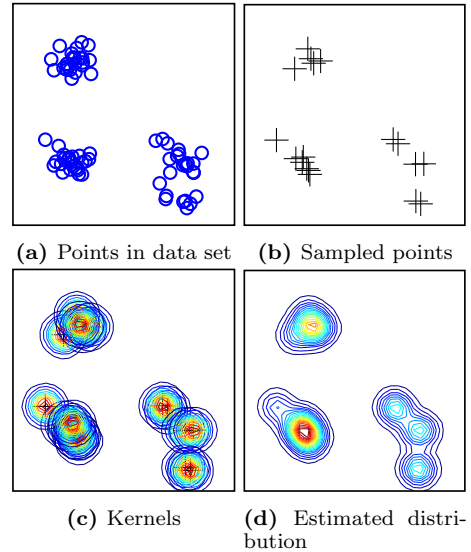 (a) Points in data set
(b) Sampled points
(c) Kernels
(d) Estimated distri-
bution